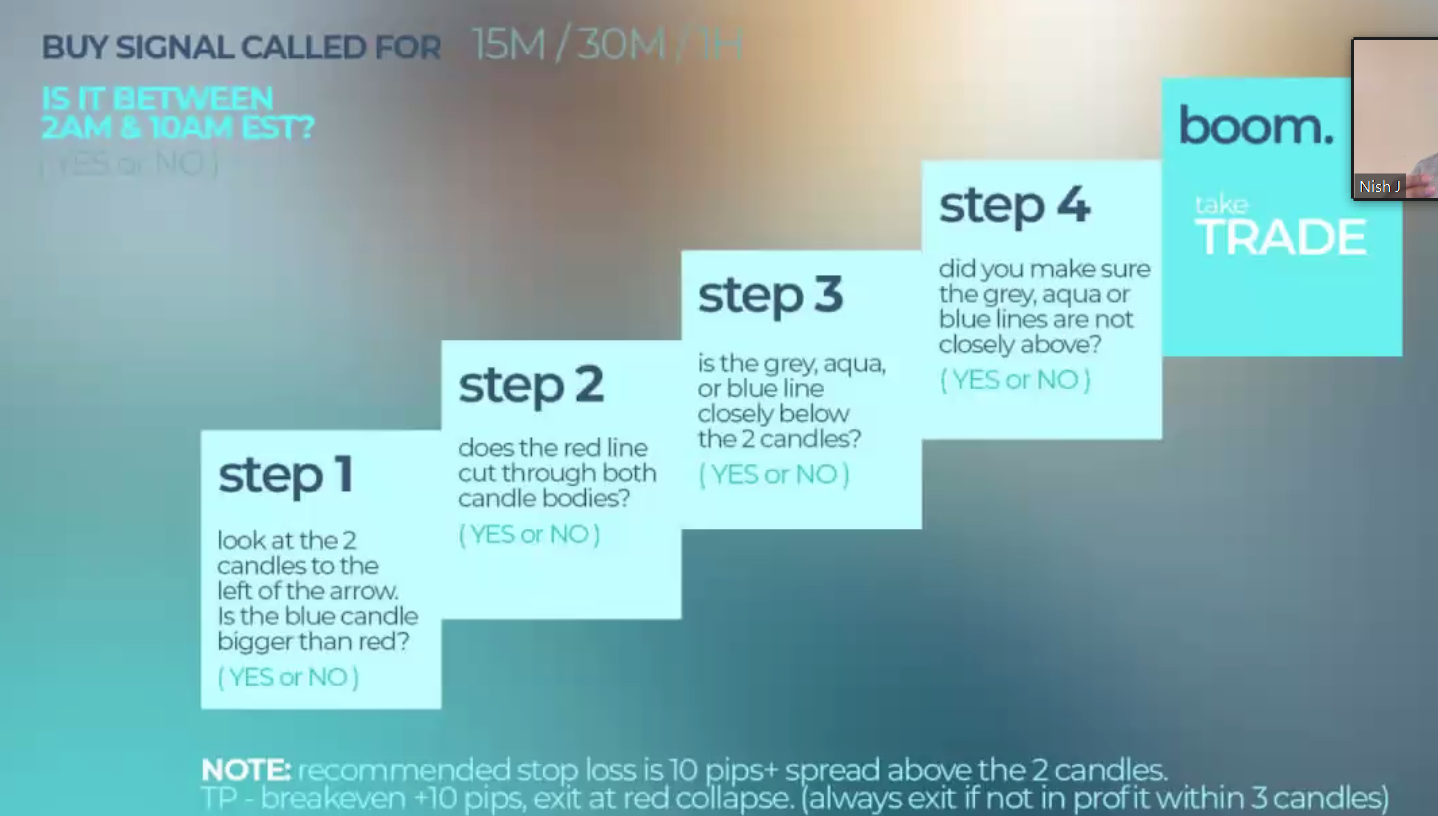 BUY SIGNAL CALLED FOR 15M / 30M / 1H
IS IT BETWEEN
2AM & 10AM EST?
( YES or NO )
step 1
look at the 2
candles to the
left of the arrow.
Is the blue candle
bigger than red?
( YES or NO )
step 2
does the red line
cut through both
candle bodies?
( YES or NO )
step 3
is the grey, aqua,
or blue line
closely below
the 2 candles?
( YES or NO )
step 4
did you make sure
the grey, aqua or
blue lines are not
closely above?
( YES or NO )
boom.
take
TRADE
Nish J
NOTE: recommended stop loss is 10 pips+ spread above the 2 candles.
TP - breakeven +10 pips, exit at red collapse. (always exit if not in profit within 3 candles)